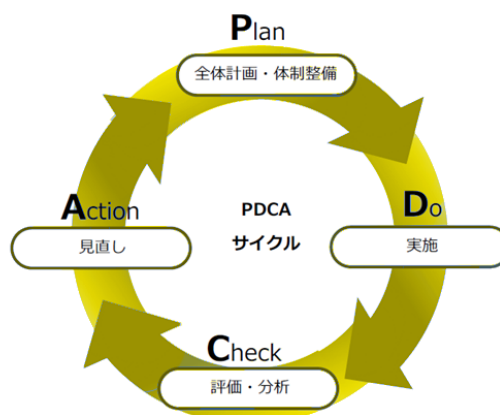 Plan
全体計画・体制整備
Action
見直し
PDCA
サイクル
Do
実施
Check
評価・分析